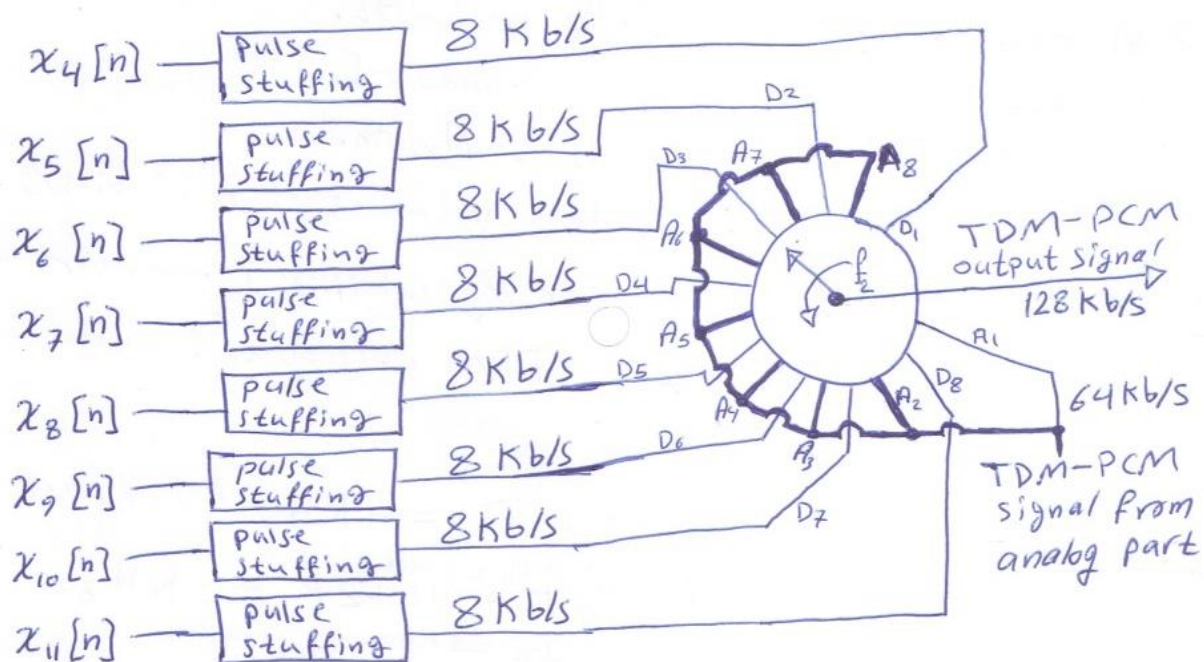 x4[n]
pulse
stuffing
8 Kb/s
x5[n]
pulse
stuffing
8 Kb/s
D2
x6[n]
pulse
stuffing
8 Kb/s
D3
x7[n]
pulse
stuffing
8 Kb/s
D4
x8[n]
pulse
stuffing
8 Kb/s
D5
x9[n]
pulse
stuffing
8 Kb/s
D6
x10[n]
pulse
stuffing
8 Kb/s
D7
x11[n]
pulse
stuffing
8 Kb/s
A7
A8
A6
A5
A4
A3
A2
D8
A1
D1
f2
TDM-PCM
output signal
128 Kb/s
64 Kb/s
TDM-PCM
signal from
analog part